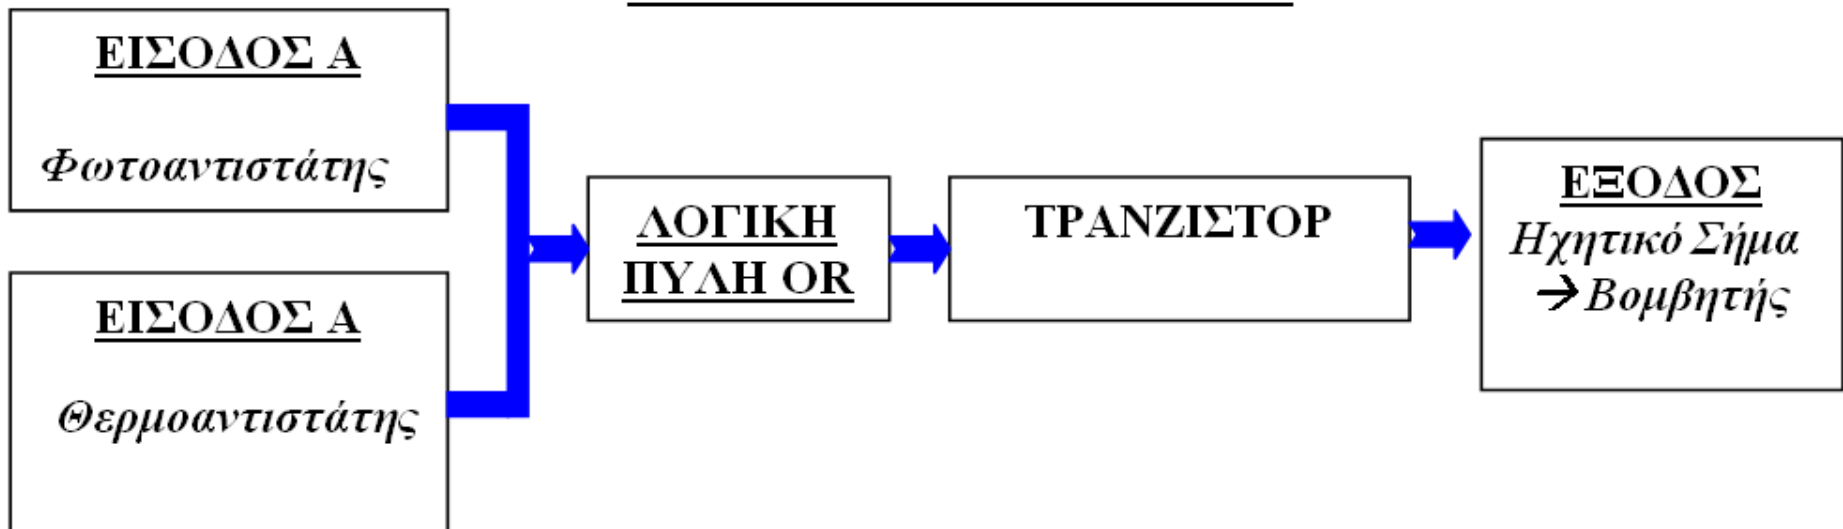 ΕΙΣΟΔΟΣ Α
Φωτοαντιστάτης
ΕΙΣΟΔΟΣ Α
Θερμοαντιστάτης
ΛΟΓΙΚΗ
ΠΥΛΗ OR
ΤΡΑΝΖΙΣΤΟΡ
ΕΞΟΔΟΣ
Ηχητικό Σήμα
→ Βομβητής